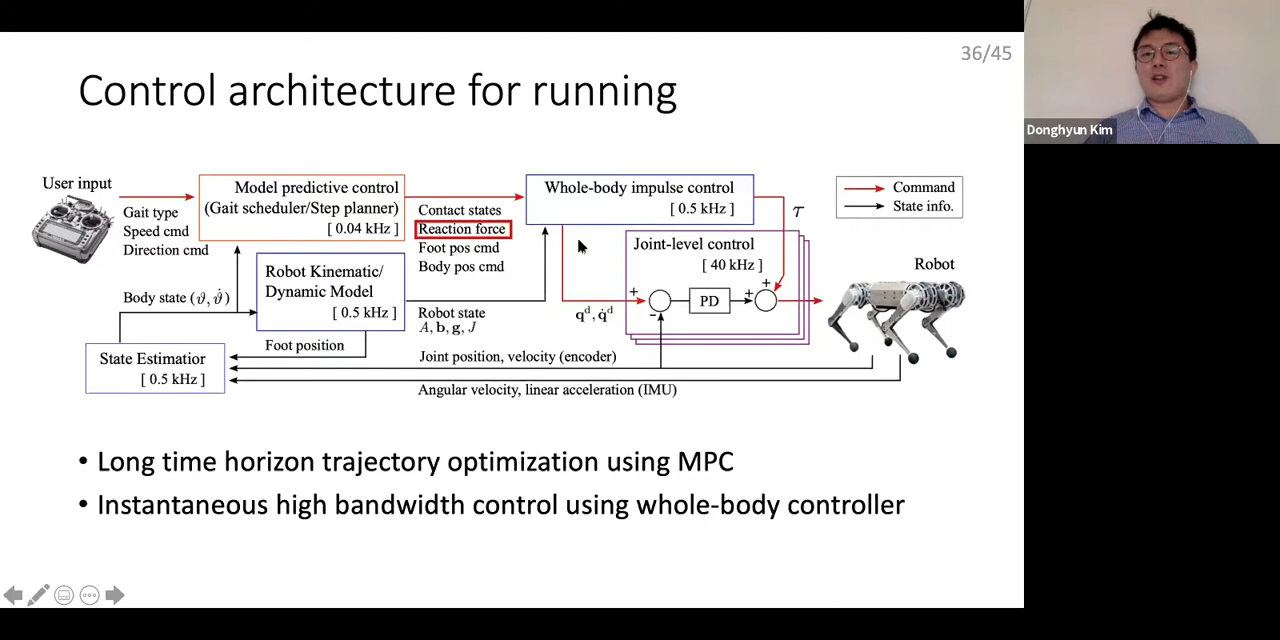 36/45
Control architecture for running
Donghyun Kim
User input
Gait type
Speed cmd
Direction cmd
Model predictive control
(Gait scheduler/Step planner)
[ 0.04 kHz ]
Contact states
Reaction force
Foot pos cmd
Body pos cmd
Whole-body impulse control
[ 0.5 kHz ]
τ
Command
State info.
Joint-level control
[ 40 kHz ]
+
-
PD
+
+
Robot
Robot Kinematic/
Dynamic Model
[ 0.5 kHz ]
Body state (ϑ, ϑ̇)
Robot state
A, b, g, J
qᵈ, q̇ᵈ
Foot position
State Estimatior
[ 0.5 kHz ]
Joint position, velocity (encoder)
Angular velocity, linear acceleration (IMU)
• Long time horizon trajectory optimization using MPC
• Instantaneous high bandwidth control using whole-body controller